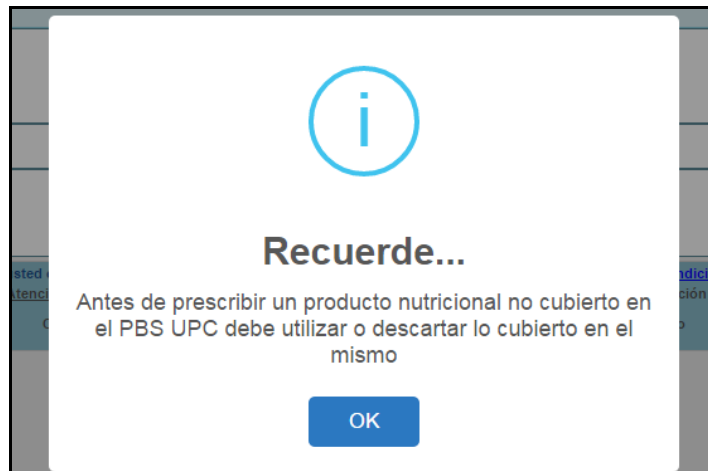 i
Recuerde...
Antes de prescribir un producto nutricional no cubierto en
el PBS UPC debe utilizar o descartar lo cubierto en el
mismo
OK